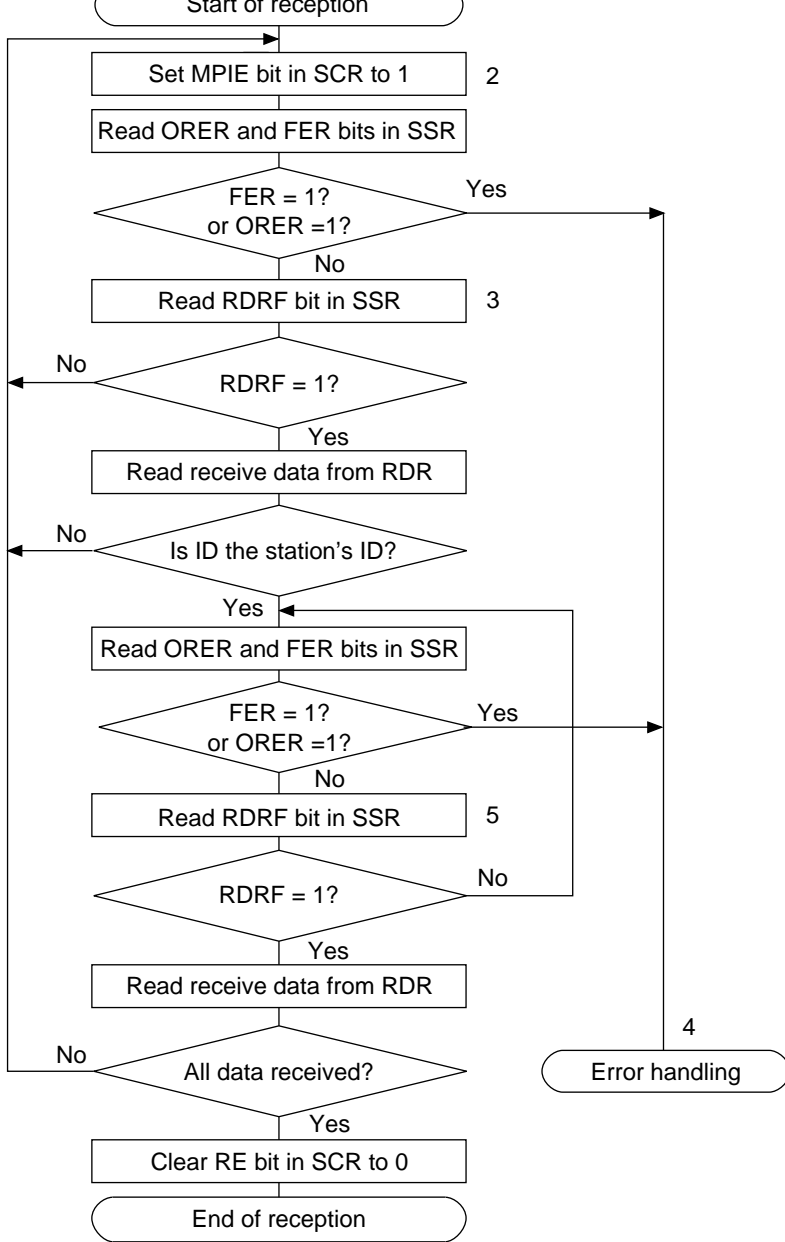 Start of reception
Set MPIE bit in SCR to 1
2
Read ORER and FER bits in SSR
FER = 1?
or ORER =1?
Yes
No
Read RDRF bit in SSR
3
No
RDRF = 1?
Yes
Read receive data from RDR
No
Is ID the station's ID?
Yes
Read ORER and FER bits in SSR
FER = 1?
or ORER =1?
Yes
No
Read RDRF bit in SSR
5
RDRF = 1?
No
Yes
Read receive data from RDR
4
No
All data received?
Error handling
Yes
Clear RE bit in SCR to 0
End of reception